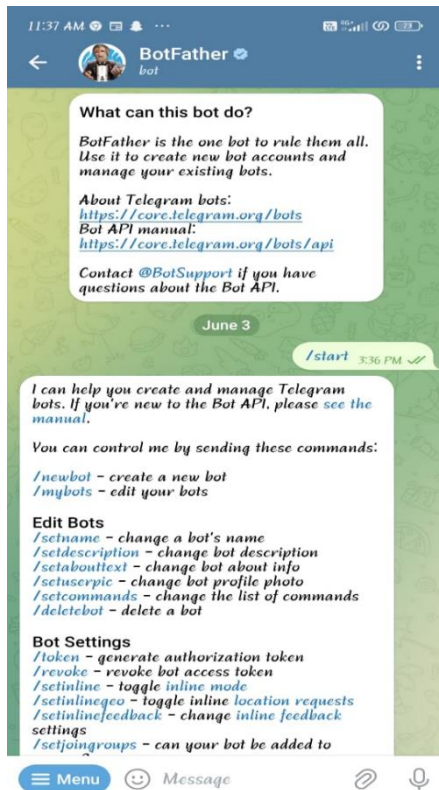 11:37 AM
73
BotFather
bot
What can this bot do?
BotFather is the one bot to rule them all.
Use it to create new bot accounts and
manage your existing bots.
About Telegram bots:
https://core.telegram.org/bots
Bot API manual:
https://core.telegram.org/bots/api
Contact @BotSupport if you have
questions about the Bot API.
June 3
/start 3:36 PM
I can help you create and manage Telegram
bots. If you're new to the Bot API, please see the
manual.
You can control me by sending these commands:
/newbot - create a new bot
/mybots - edit your bots
Edit Bots
/setname - change a bot's name
/setdescription - change bot description
/setabouttext - change bot about info
/setuserpic - change bot profile photo
/setcommands - change the list of commands
/deletebot - delete a bot
Bot Settings
/token - generate authorization token
/revoke - revoke bot access token
/setinline - toggle inline mode
/setinlinegeo - toggle inline location requests
/setinlinefeedback - change inline feedback
settings
/setjoingroups - can your bot be added to
Menu
Message